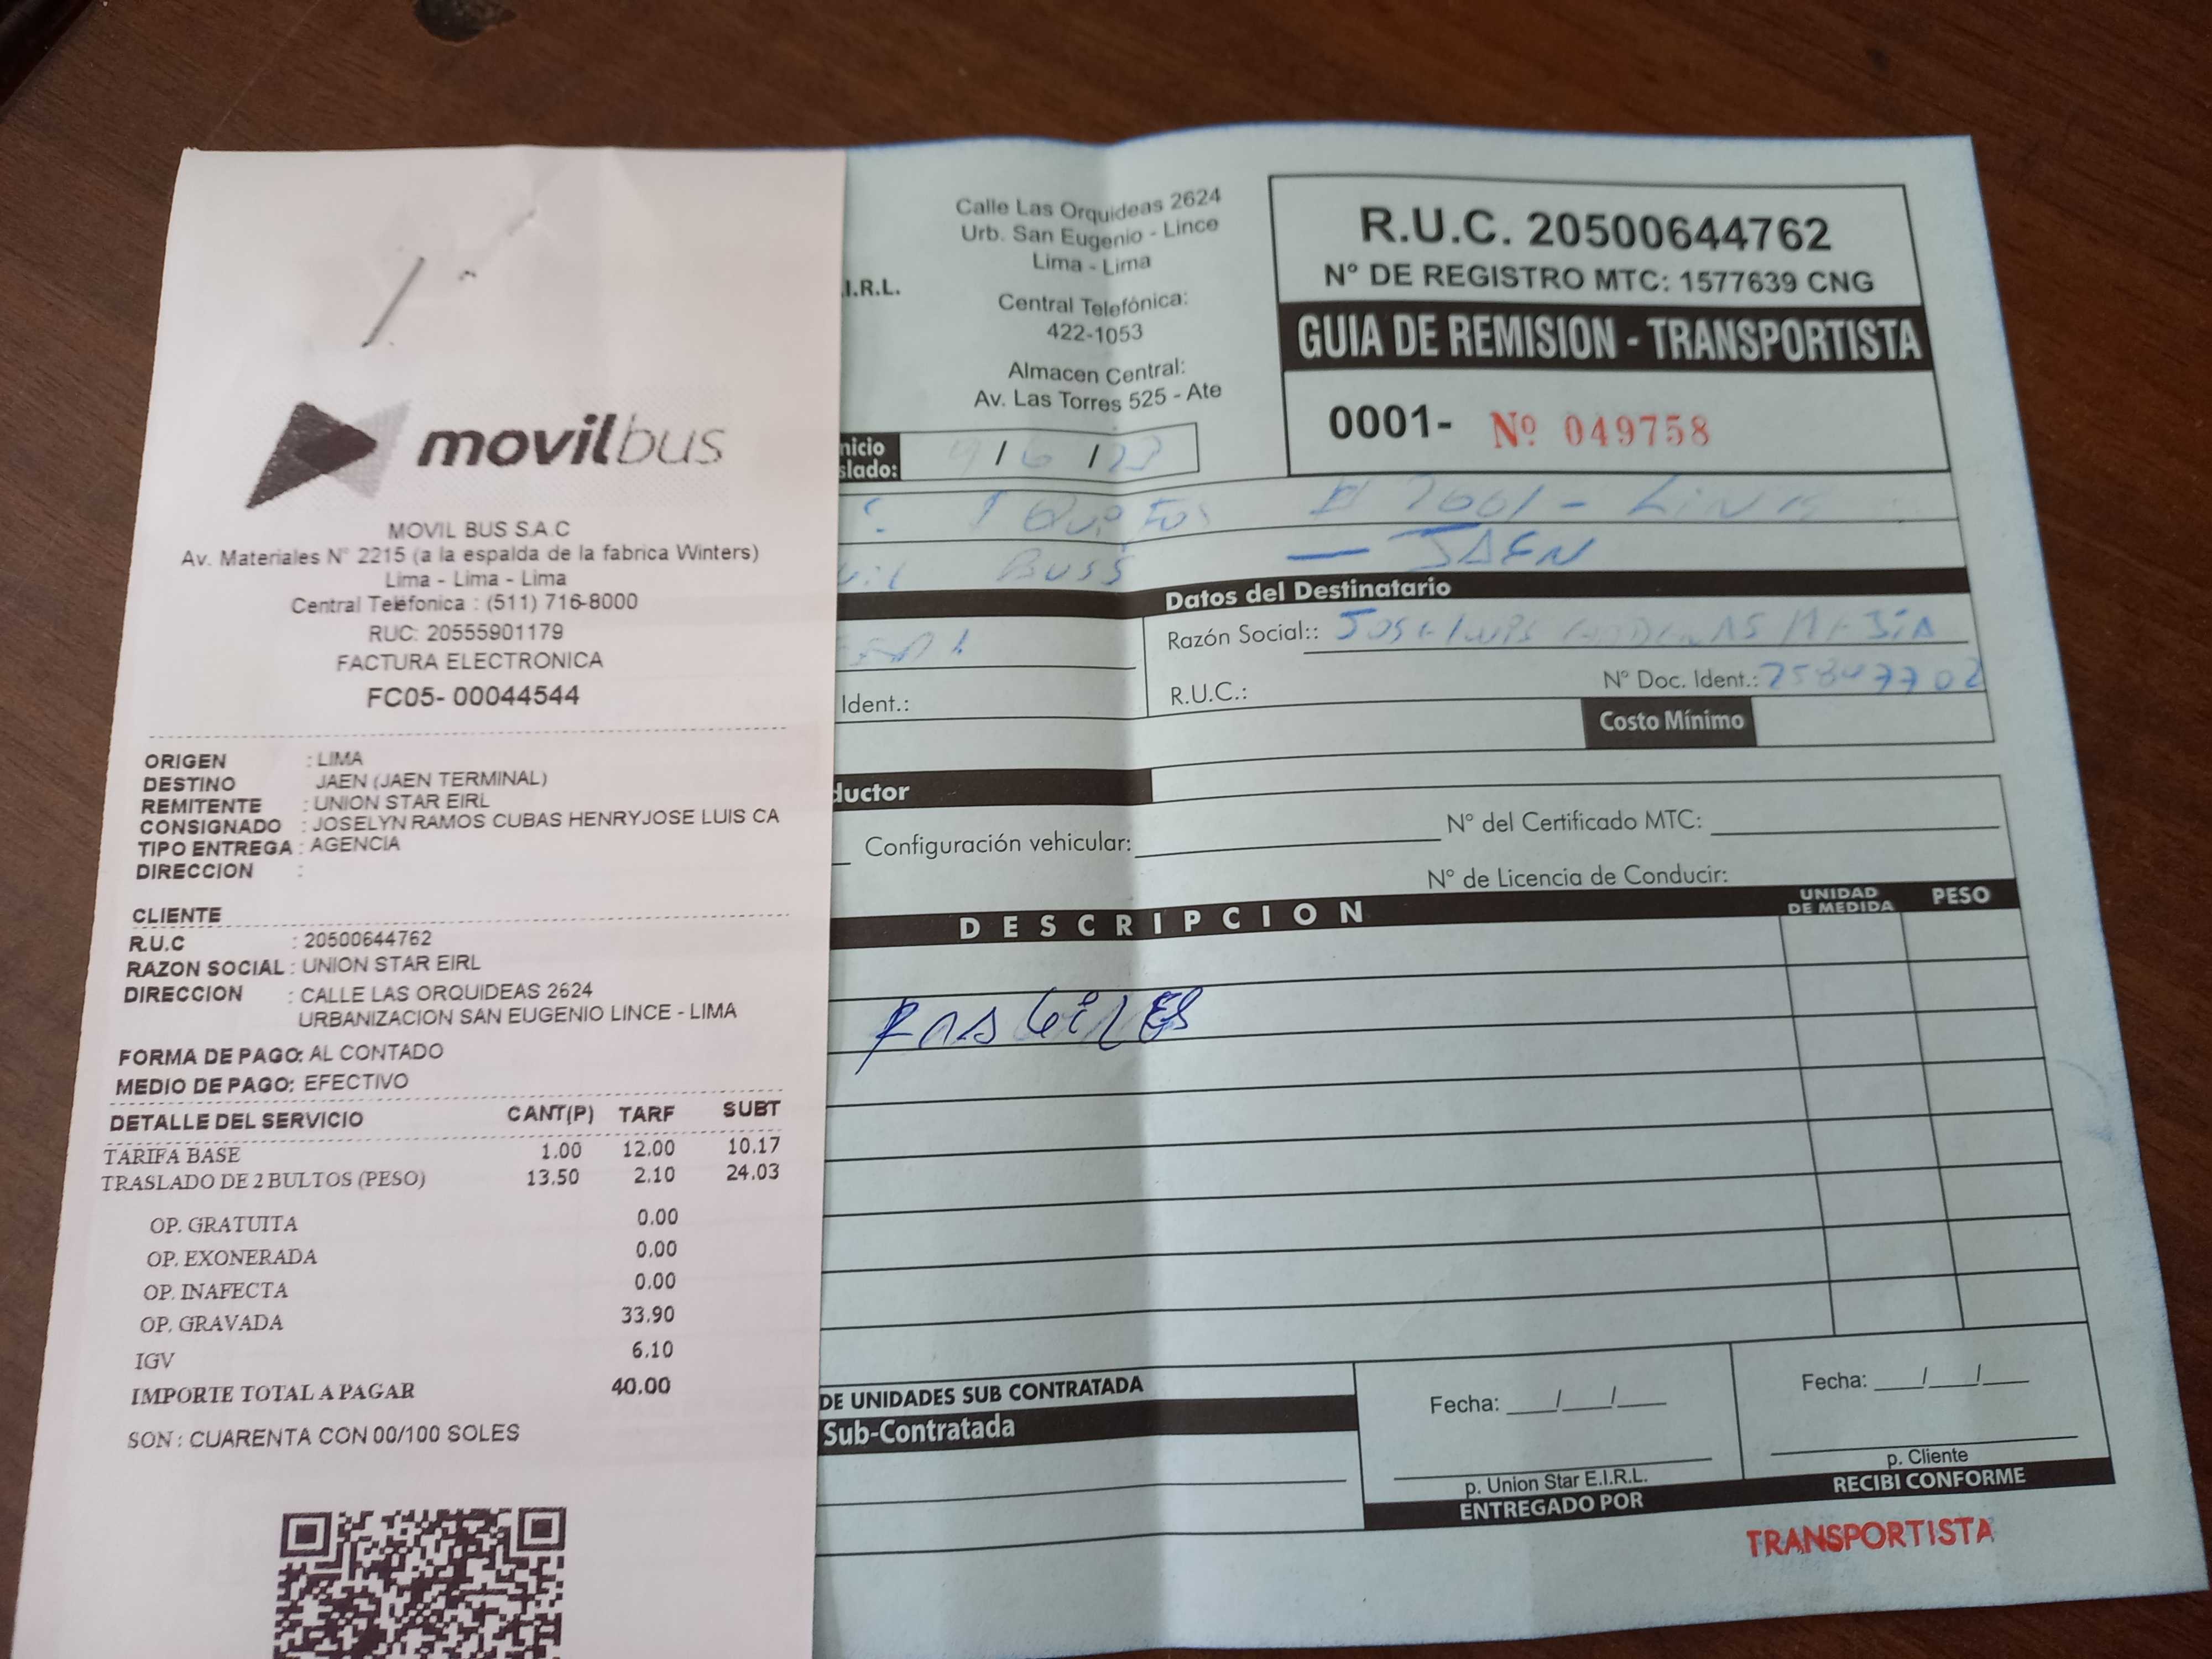 movilbus
MOVIL BUS S.A.C
Av. Materiales N° 2215 (a la espalda de la fabrica Winters)
Lima - Lima - Lima
Central Telefonica : (511) 716-8000
RUC: 20555901179
FACTURA ELECTRONICA
FC05- 00044544
ORIGEN : LIMA
DESTINO JAEN (JAEN TERMINAL)
REMITENTE : UNION STAR EIRL
CONSIGNADO : JOSELYN RAMOS CUBAS HENRYJOSE LUIS CA
TIPO ENTREGA : AGENCIA
DIRECCION :
CLIENTE
R.U.C : 20500644762
RAZON SOCIAL : UNION STAR EIRL
DIRECCION : CALLE LAS ORQUIDEAS 2624
URBANIZACION SAN EUGENIO LINCE - LIMA
FORMA DE PAGO: AL CONTADO
MEDIO DE PAGO: EFECTIVO
DETALLE DEL SERVICIO CANT(P) TARF SUBT
TARIFA BASE 1.00 12.00 10.17
TRASLADO DE 2 BULTOS (PESO) 13.50 2.10 24.03
OP. GRATUITA 0.00
OP. EXONERADA 0.00
OP. INAFECTA 0.00
OP. GRAVADA 33.90
IGV 6.10
IMPORTE TOTAL A PAGAR 40.00
SON : CUARENTA CON 00/100 SOLES
.I.R.L.
Calle Las Orquideas 2624
Urb. San Eugenio - Lince
Lima - Lima
Central Telefónica:
422-1053
Almacen Central:
Av. Las Torres 525 - Ate
R.U.C. 20500644762
N° DE REGISTRO MTC: 1577639 CNG
GUIA DE REMISION - TRANSPORTISTA
0001- Nº 049758
nicio
slado: / 6 / 23
Buss — JAEN
Datos del Destinatario
Razón Social::
Ident.:
R.U.C.: N° Doc. Ident.:
Costo Mínimo
ductor
Configuración vehicular: N° del Certificado MTC:
N° de Licencia de Conducir:
DESCRIPCION UNIDAD DE MEDIDA PESO
DE UNIDADES SUB CONTRATADA
Sub-Contratada
Fecha: / /
p. Union Star E.I.R.L.
ENTREGADO POR
Fecha: / /
p. Cliente
RECIBI CONFORME
TRANSPORTISTA